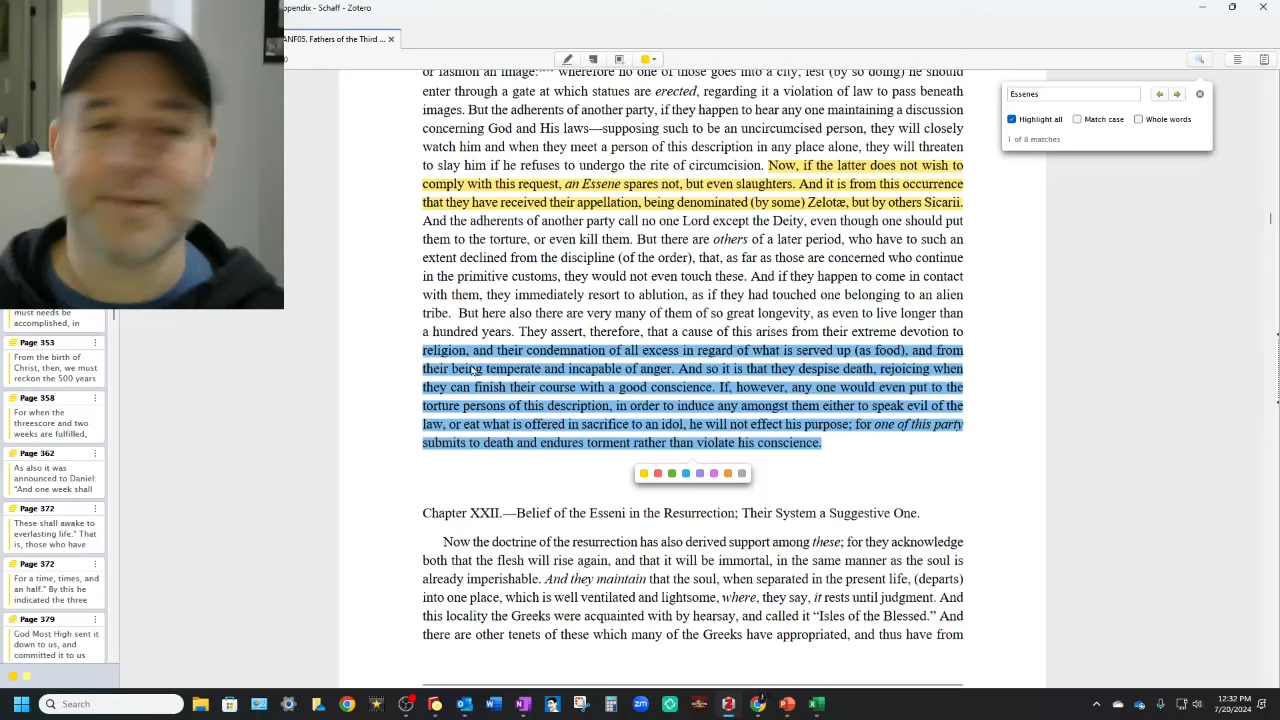 ppendix - Schaff - Zotero
ANF05. Fathers of the Third ...
or fashion an image: wherefore no one of those goes into a city, lest (by so doing) he should
enter through a gate at which statues are erected, regarding it a violation of law to pass beneath
images. But the adherents of another party, if they happen to hear any one maintaining a discussion
concerning God and His laws—supposing such to be an uncircumcised person, they will closely
watch him and when they meet a person of this description in any place alone, they will threaten
to slay him if he refuses to undergo the rite of circumcision. Now, if the latter does not wish to
comply with this request, an Essene spares not, but even slaughters. And it is from this occurrence
that they have received their appellation, being denominated (by some) Zelotæ, but by others Sicarii.
And the adherents of another party call no one Lord except the Deity, even though one should put
them to the torture, or even kill them. But there are others of a later period, who have to such an
extent declined from the discipline (of the order), that, as far as those are concerned who continue
in the primitive customs, they would not even touch these. And if they happen to come in contact
with them, they immediately resort to ablution, as if they had touched one belonging to an alien
tribe. But here also there are very many of them of so great longevity, as even to live longer than
a hundred years. They assert, therefore, that a cause of this arises from their extreme devotion to
religion, and their condemnation of all excess in regard of what is served up (as food), and from
their being temperate and incapable of anger. And so it is that they despise death, rejoicing when
they can finish their course with a good conscience. If, however, any one would even put to the
torture persons of this description, in order to induce any amongst them either to speak evil of the
law, or eat what is offered in sacrifice to an idol, he will not effect his purpose; for one of this party
submits to death and endures torment rather than violate his conscience.
Chapter XXII.—Belief of the Esseni in the Resurrection; Their System a Suggestive One.
Now the doctrine of the resurrection has also derived support among these; for they acknowledge
both that the flesh will rise again, and that it will be immortal, in the same manner as the soul is
already imperishable. And they maintain that the soul, when separated in the present life, (departs)
into one place, which is well ventilated and lightsome, where, they say, it rests until judgment. And
this locality the Greeks were acquainted with by hearsay, and called it “Isles of the Blessed.” And
there are other tenets of these which many of the Greeks have appropriated, and thus have from
Essenes
Highlight all
Match case
Whole words
1 of 8 matches
must needs be
accomplished, in
Page 353
From the birth of
Christ, then, we must
reckon the 500 years
Page 358
For when the
threescore and two
weeks are fulfilled,
Page 362
As also it was
announced to Daniel:
“And one week shall
Page 372
These shall awake to
everlasting life.” That
is, those who have
Page 372
For a time, times, and
an half.” By this he
indicated the three
Page 379
God Most High sent it
down to us, and
committed it to us
Search
12:32 PM
7/20/2024